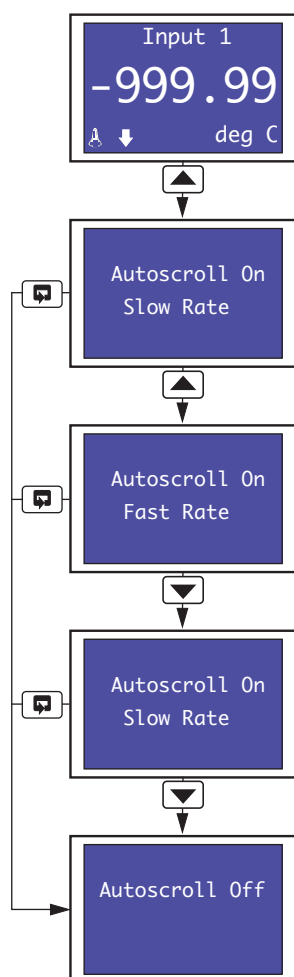 Input 1
-999.99
deg C
Autoscroll On
Slow Rate
Autoscroll On
Fast Rate
Autoscroll On
Slow Rate
Autoscroll Off